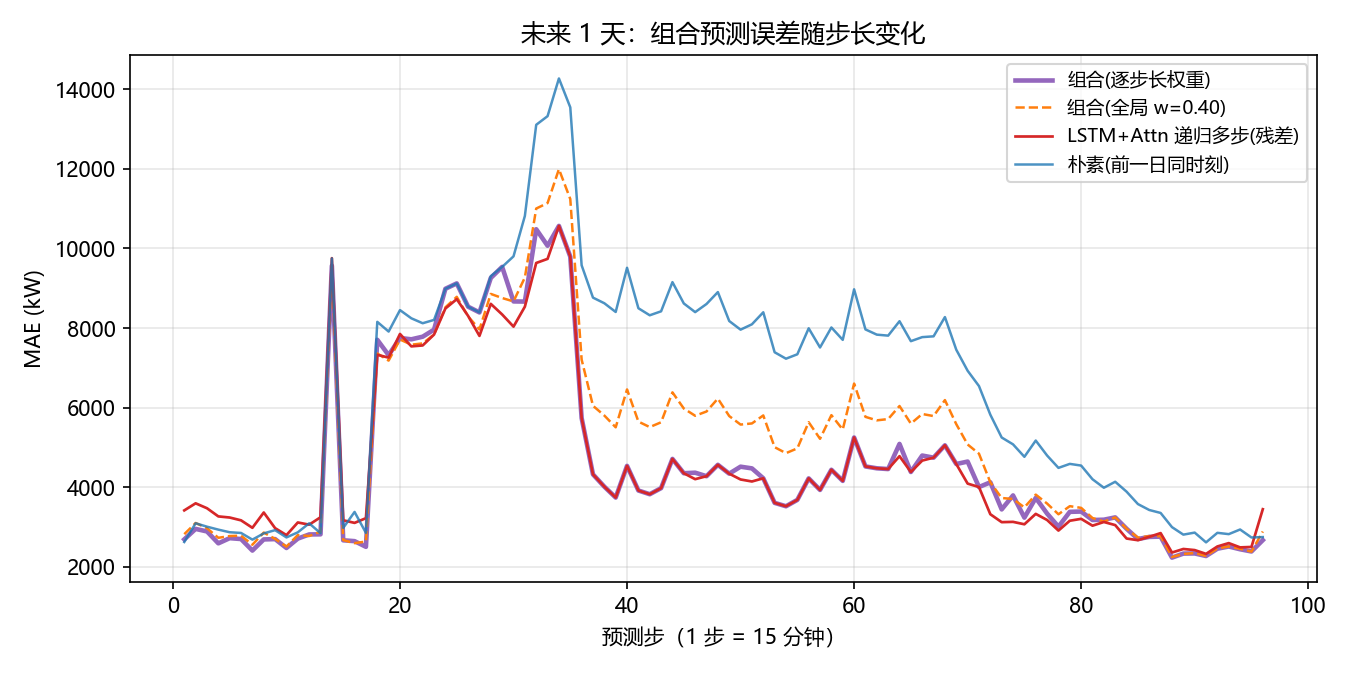 未来 1 天：组合预测误差随步长变化
14000
12000
10000
8000
6000
4000
2000
MAE (kW)
组合(逐步长权重)
组合(全局 w=0.40)
LSTM+Attn 递归多步(残差)
朴素(前一日同时刻)
0
20
40
60
80
100
预测步（1 步 = 15 分钟）